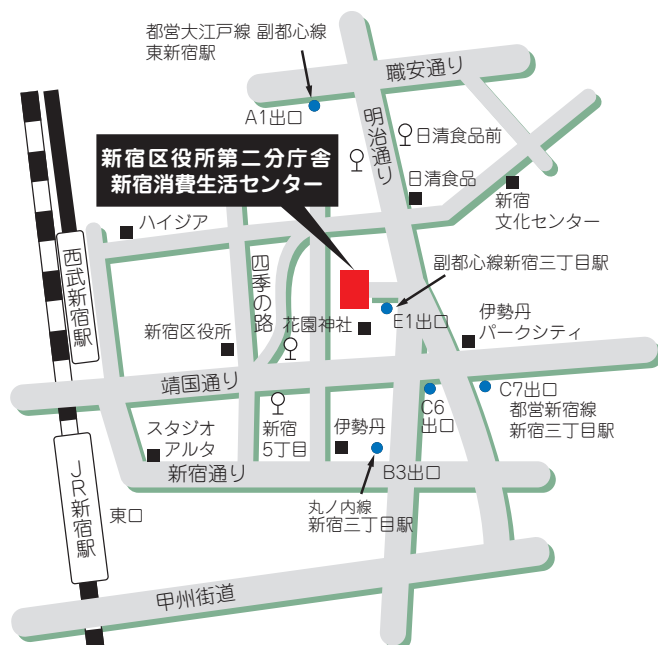 都営大江戸線 副都心線
東新宿駅
職安通り
A1出口
明治通り
日清食品前
新宿区役所第二分庁舎
新宿消費生活センター
日清食品
新宿
文化センター
ハイジア
西武新宿駅
四季の路
副都心線新宿三丁目駅
E1出口
花園神社
新宿区役所
伊勢丹
パークシティ
靖国通り
C7出口
都営新宿線
新宿三丁目駅
C6
出口
スタジオ
アルタ
新宿
5丁目
伊勢丹
新宿通り
B3出口
丸ノ内線
新宿三丁目駅
JR新宿駅
東口
甲州街道